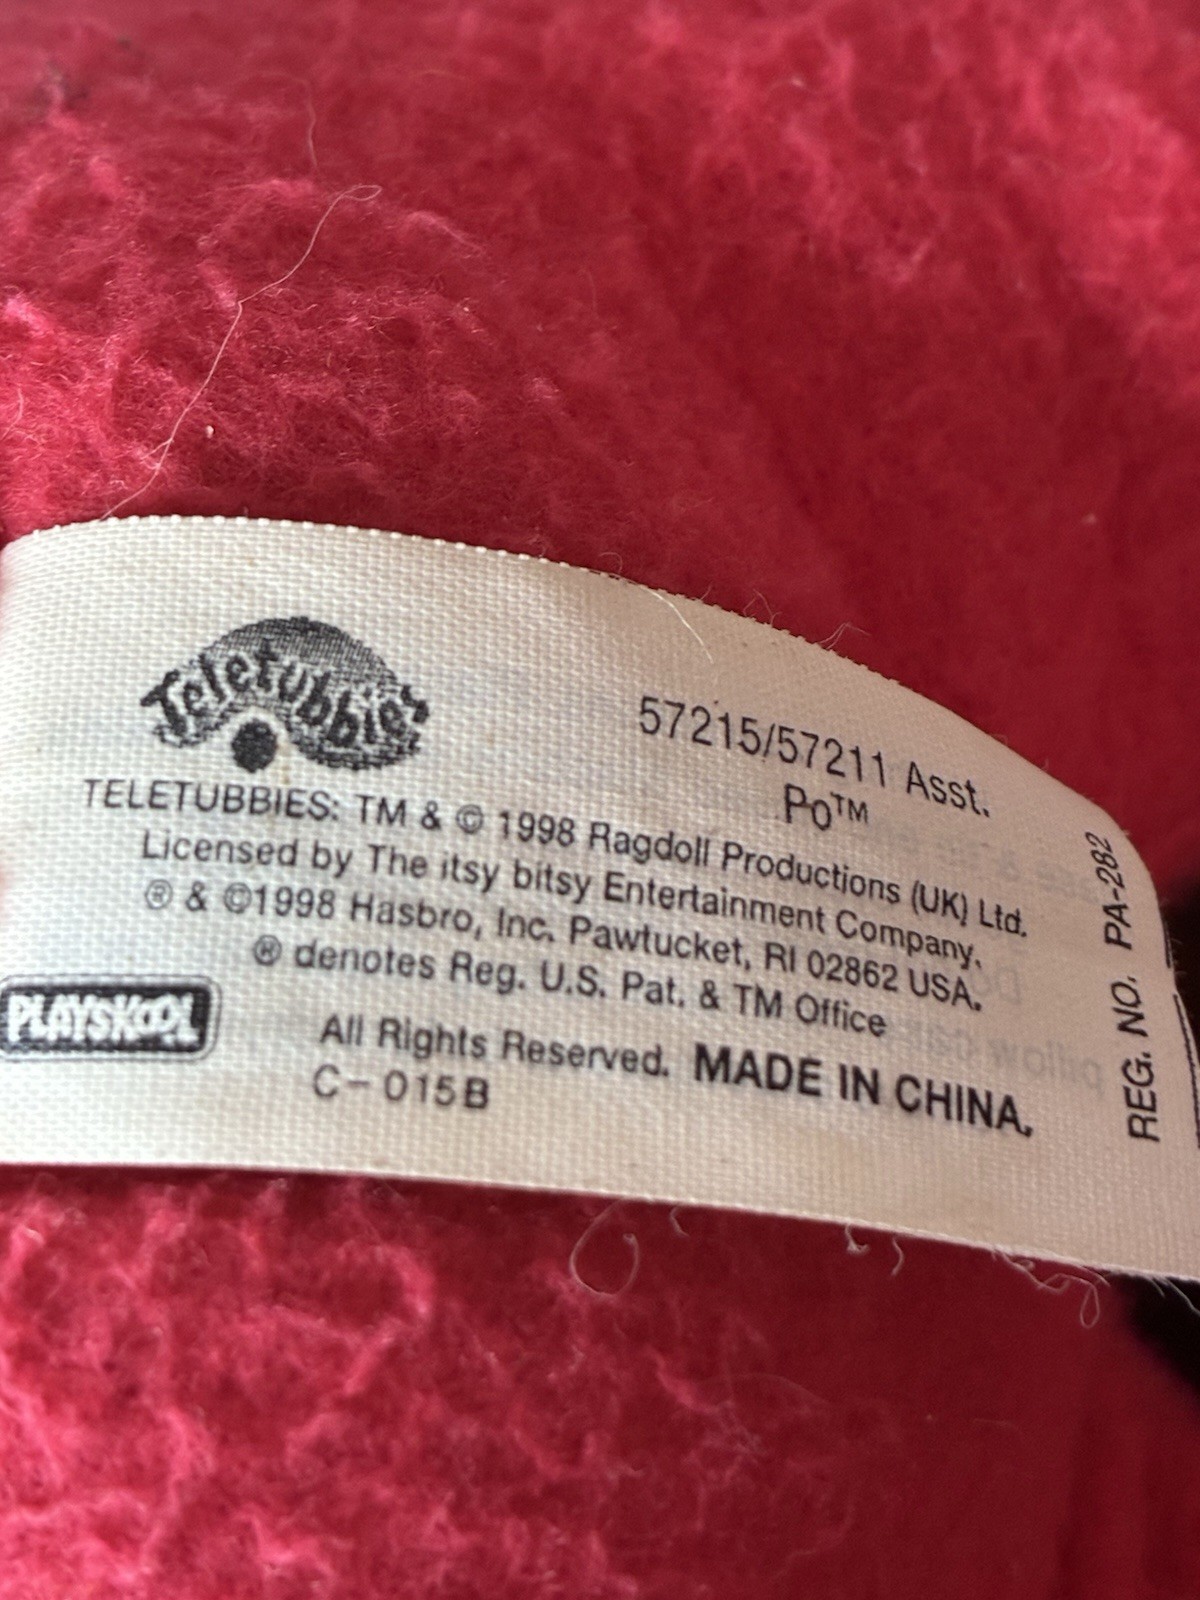 Teletubbies
57215/57211 Asst.
Po™
TELETUBBIES: TM & © 1998 Ragdoll Productions (UK) Ltd.
Licensed by The itsy bitsy Entertainment Company.
® & ©1998 Hasbro, Inc. Pawtucket, RI 02862 USA.
® denotes Reg. U.S. Pat. & TM Office
PLAYSKOOL
All Rights Reserved. MADE IN CHINA.
C-015B
REG. NO. PA-282